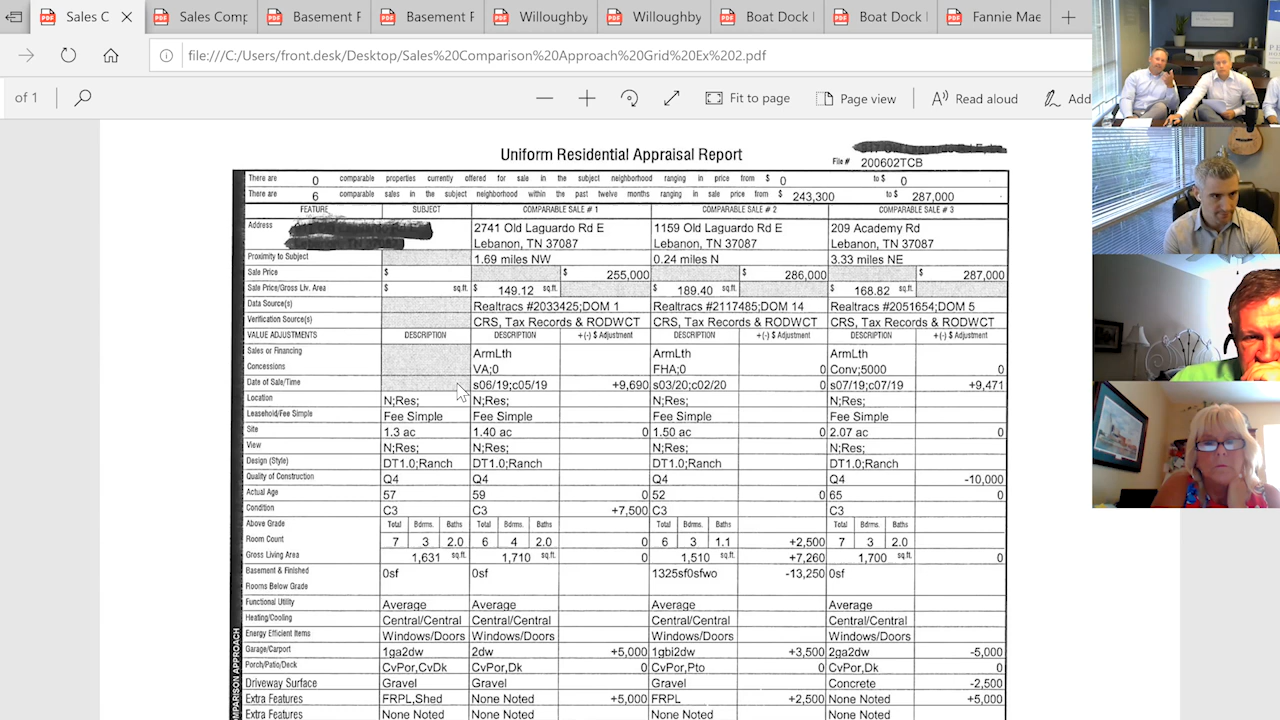 Sales C
Sales Comp
Basement F
Basement F
Willoughby
Willoughby
Boat Dock
Boat Dock
Fannie Mae
file:///C:/Users/front.desk/Desktop/Sales%20Comparison%20Approach%20Grid%20Ex%202.pdf
of 1
Fit to page
Page view
Read aloud
Add
Uniform Residential Appraisal Report
File # 200602TCB
There are 0 comparable properties currently offered for sale in the subject neighborhood ranging in price from $ 0 to $ 0
There are 6 comparable sales in the subject neighborhood within the past twelve months ranging in sale price from $ 243,300 to $ 287,000
FEATURE SUBJECT COMPARABLE SALE # 1 COMPARABLE SALE # 2 COMPARABLE SALE # 3
Address 2741 Old Laguardo Rd E 1159 Old Laguardo Rd E 209 Academy Rd
Lebanon, TN 37087 Lebanon, TN 37087 Lebanon, TN 37087
Proximity to Subject 1.69 miles NW 0.24 miles N 3.33 miles NE
Sale Price $ $ 255,000 $ 286,000 $ 287,000
Sale Price/Gross Liv. Area $ sq.ft. $ 149.12 sq.ft. $ 189.40 sq.ft. $ 168.82 sq.ft.
Data Source(s) Realtracs #2033425;DOM 1 Realtracs #2117485;DOM 14 Realtracs #2051654;DOM 5
Verification Source(s) CRS, Tax Records & RODWCT CRS, Tax Records & RODWCT CRS, Tax Records & RODWCT
VALUE ADJUSTMENTS DESCRIPTION DESCRIPTION +(-) $ Adjustment DESCRIPTION +(-) $ Adjustment DESCRIPTION +(-) $ Adjustment
Sales or Financing ArmLth ArmLth ArmLth
Concessions VA;0 FHA;0 0 Conv;5000 0
Date of Sale/Time s06/19;c05/19 +9,690 s03/20;c02/20 0 s07/19;c07/19 +9,471
Location N;Res; N;Res; N;Res; N;Res;
Leasehold/Fee Simple Fee Simple Fee Simple Fee Simple Fee Simple
Site 1.3 ac 1.40 ac 0 1.50 ac 0 2.07 ac 0
View N;Res; N;Res; N;Res; N;Res;
Design (Style) DT1.0;Ranch DT1.0;Ranch DT1.0;Ranch DT1.0;Ranch
Quality of Construction Q4 Q4 Q4 Q4 -10,000
Actual Age 57 59 0 52 0 65 0
Condition C3 C3 +7,500 C3 C3
Above Grade Total Bdrms. Baths Total Bdrms. Baths Total Bdrms. Baths Total Bdrms. Baths
Room Count 7 3 2.0 6 4 2.0 0 6 3 1.1 +2,500 7 3 2.0 0
Gross Living Area 1,631 sq.ft. 1,710 sq.ft. 0 1,510 sq.ft. +7,260 1,700 sq.ft. 0
Basement & Finished 0sf 0sf 1325sf0sfwo -13,250 0sf
Rooms Below Grade
Functional Utility Average Average Average Average
Heating/Cooling Central/Central Central/Central Central/Central Central/Central
Energy Efficient Items Windows/Doors Windows/Doors Windows/Doors Windows/Doors
Garage/Carport 1ga2dw 2dw +5,000 1gbi2dw +3,500 2ga2dw -5,000
Porch/Patio/Deck CvPor,CvDk CvPor,Dk 0 CvPor,Pto 0 CvPor,Dk 0
Driveway Surface Gravel Gravel Gravel Concrete -2,500
Extra Features FRPL,Shed None Noted +5,000 FRPL +2,500 None Noted +5,000
Extra Features None Noted None Noted None Noted None Noted
MPARISON APPROACH